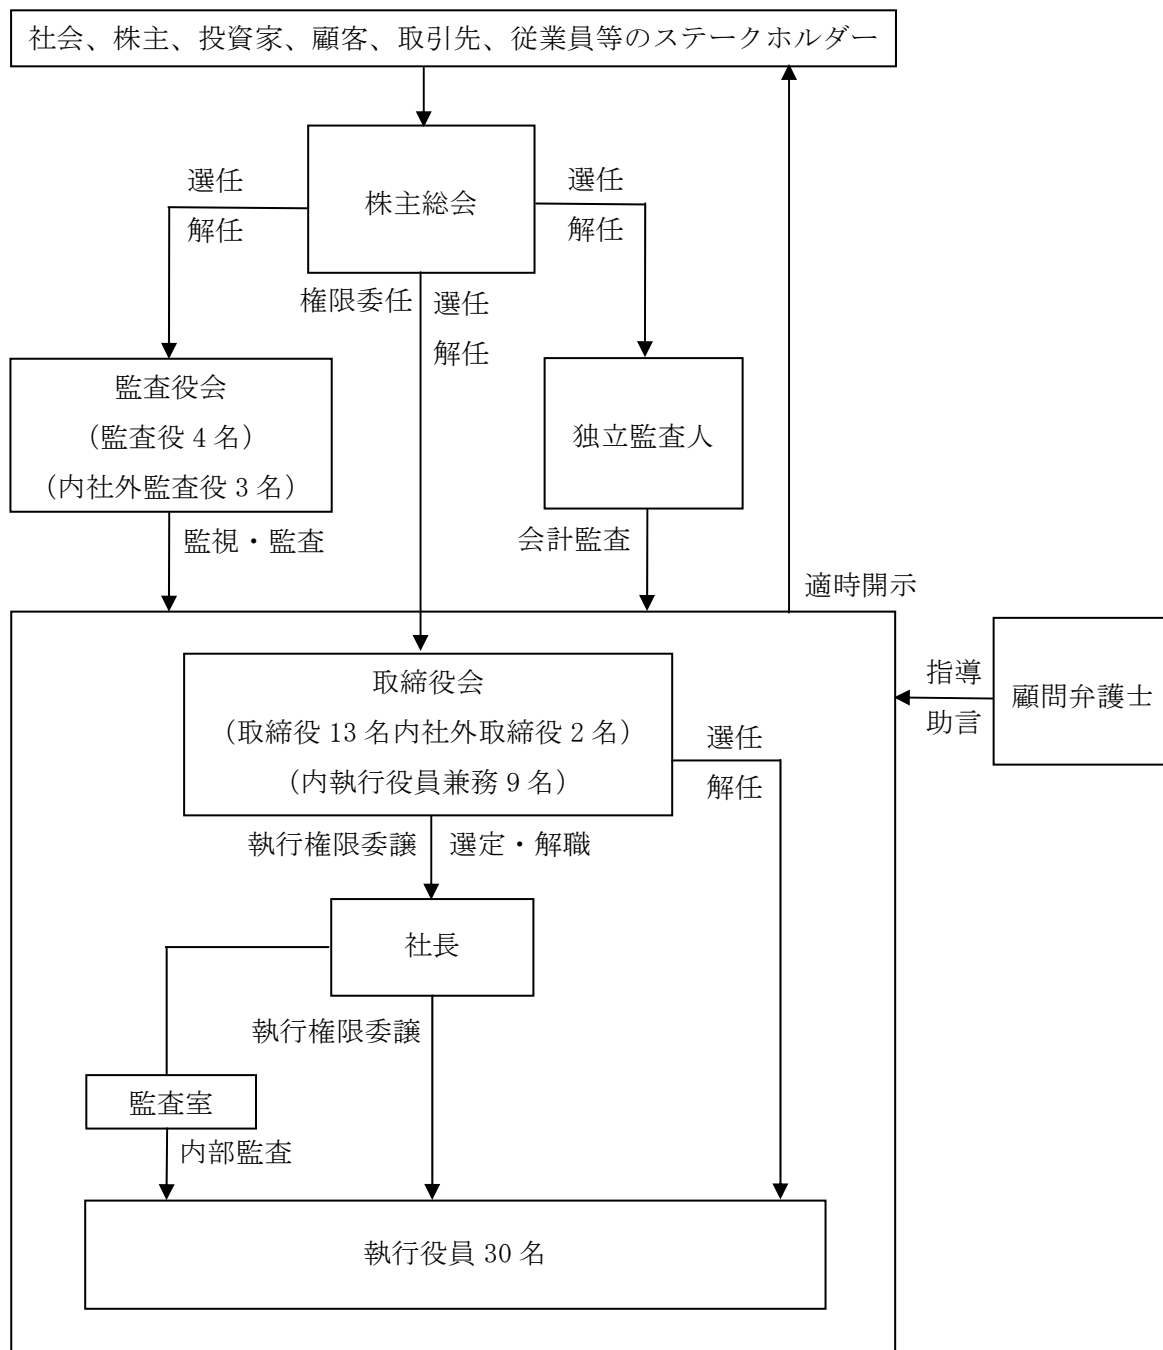 社会、株主、投資家、顧客、取引先、従業員等のステークホルダー
株主総会
選任
解任
選任
解任
権限委任
選任
解任
監査役会
（監査役 4 名）
（内社外監査役 3 名）
独立監査人
監視・監査
会計監査
適時開示
取締役会
（取締役 13 名内社外取締役 2 名）
（内執行役員兼務 9 名）
選任
解任
指導
助言
顧問弁護士
執行権限委譲
選定・解職
社長
執行権限委譲
監査室
内部監査
執行役員 30 名